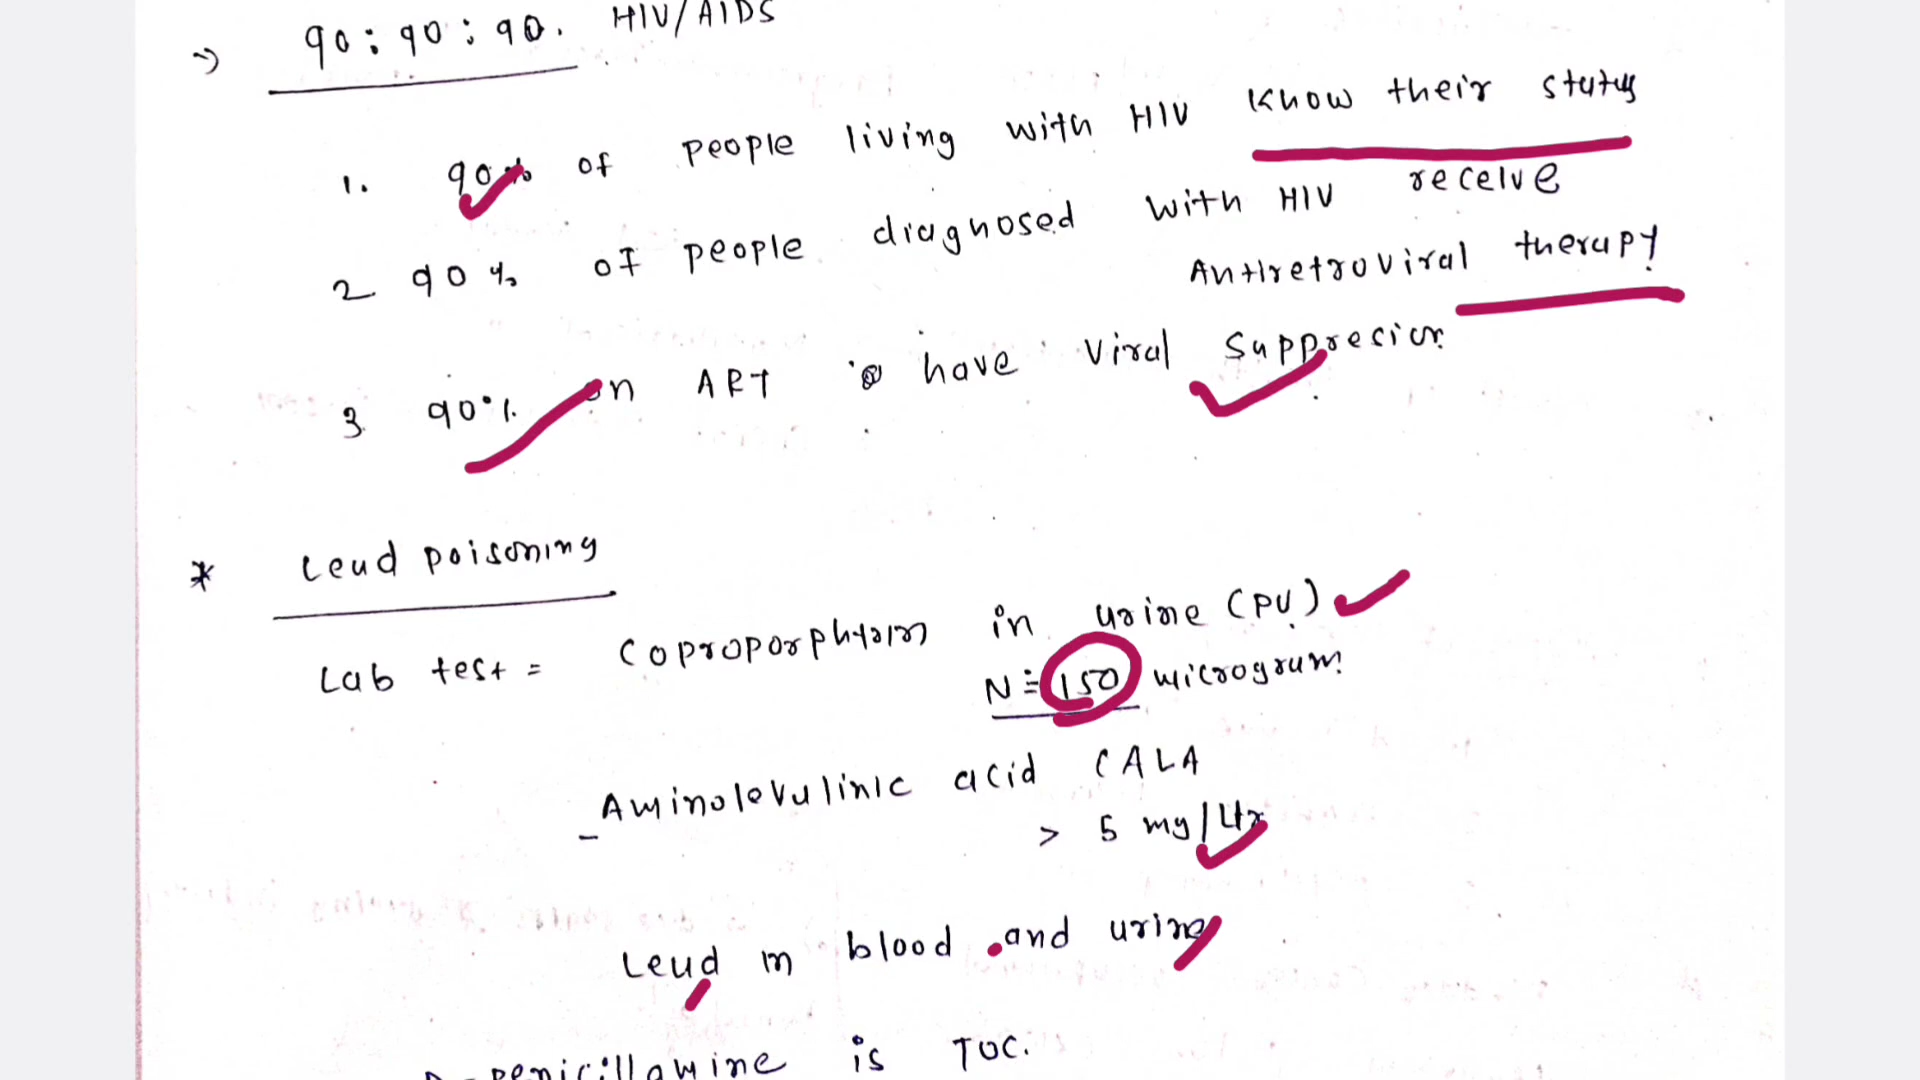 → 90:90:90. HIV/AIDS
1. 90% of people living with HIV know their status
2 90% of people diagnosed with HIV receive
Antiretroviral therapy
3 90% on ART have viral suppresion
* Lead poisoning
Lab test = Coproporphyrin in urine (PU)
N = 150 microgram
- Aminolevulinic acid (ALA
> 5 mg/Ltr
Lead in blood and urine
D-penicillamine is TOC.